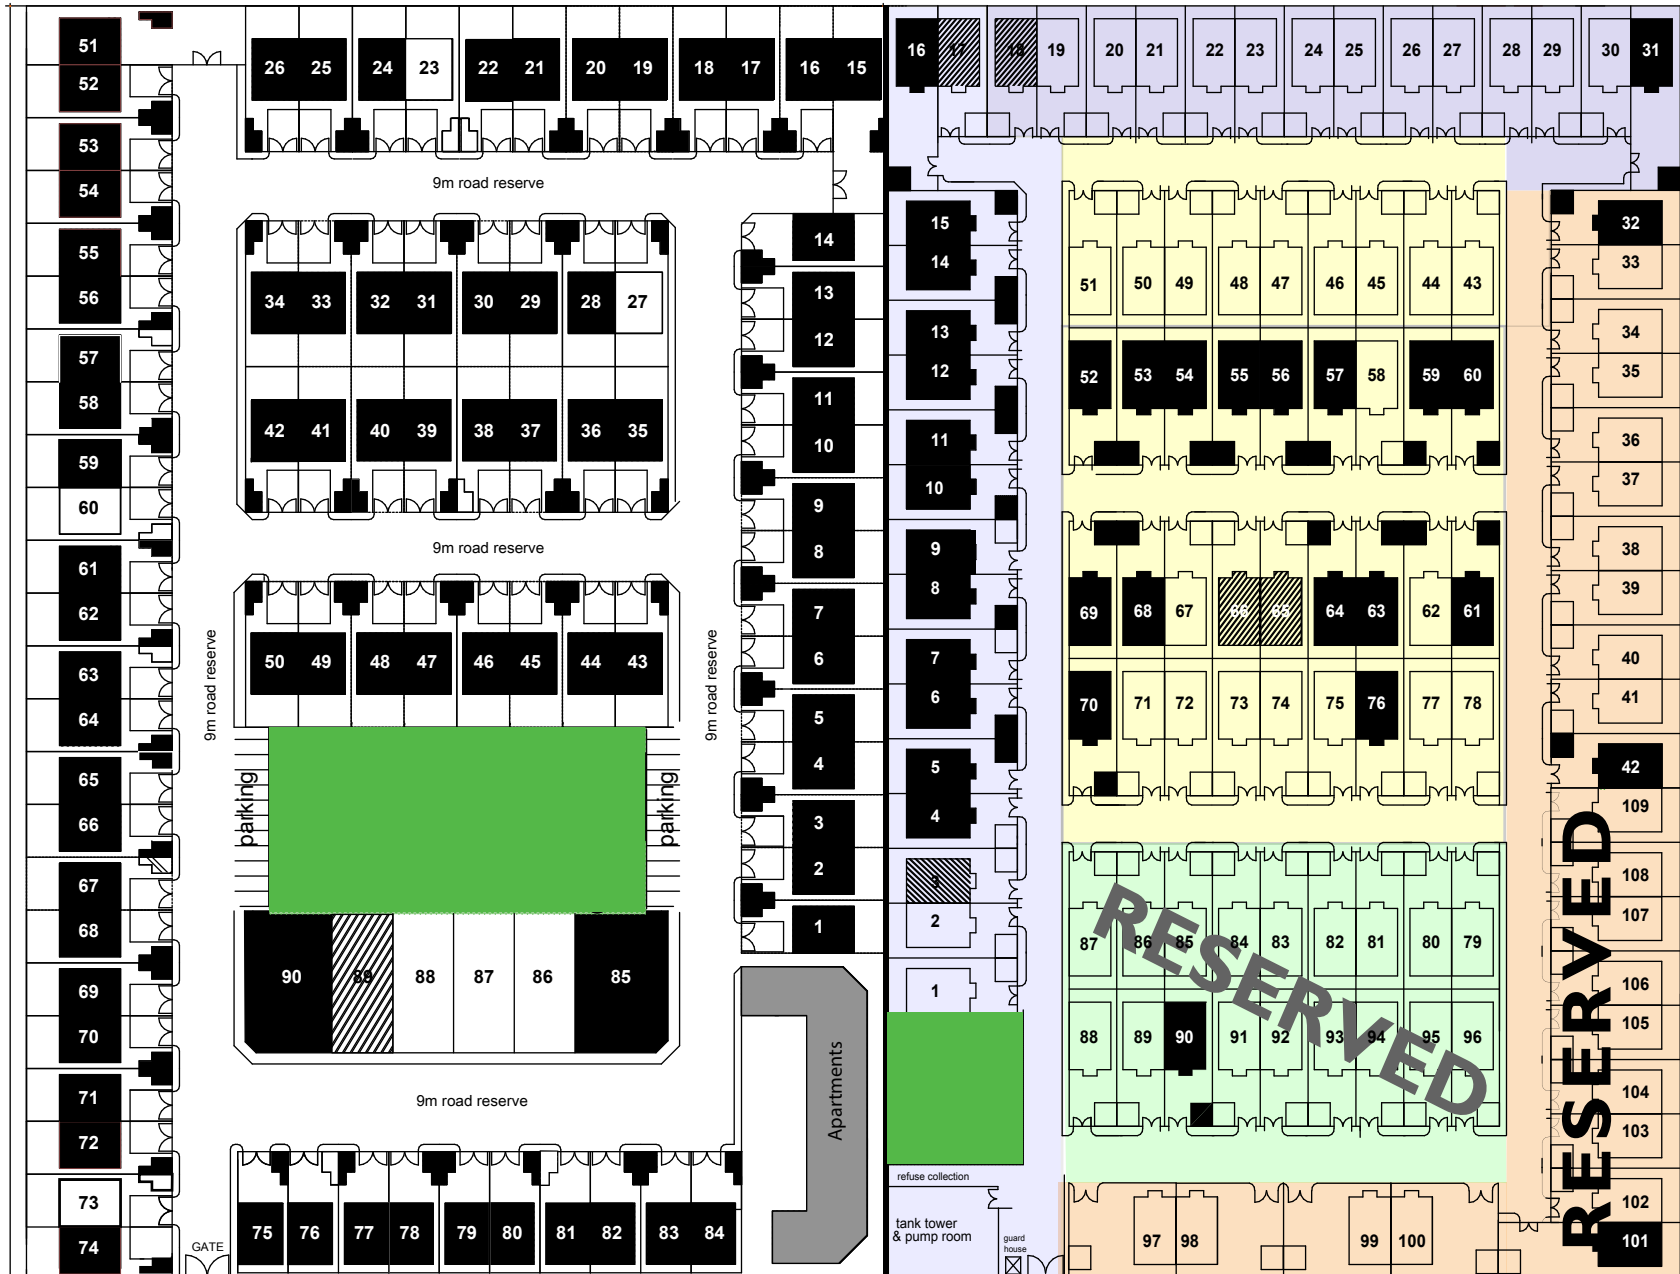 51
52
53
54
55
56
57
58
59
60
61
62
63
64
65
66
67
68
69
70
71
72
73
74
26 25 24 23 22 21 20 19 18 17 16 15
9m road reserve
34 33 32 31 30 29 28 27
42 41 40 39 38 37 36 35
9m road reserve
50 49 48 47 46 45 44 43
9m road reserve
9m road reserve
parking
parking
90 89 88 87 86 85
9m road reserve
75 76 77 78 79 80 81 82 83 84
GATE
14
13
12
11
10
9
8
7
6
5
4
3
2
1
Apartments
16 17 18 19 20 21 22 23 24 25 26 27 28 29 30 31
15
14
13
12
11
10
9
8
7
6
5
4
3
2
1
refuse collection
tank tower
& pump room
guard
house
51 50 49 48 47 46 45 44 43
52 53 54 55 56 57 58 59 60
69 68 67 66 65 64 63 62 61
70 71 72 73 74 75 76 77 78
87 86 85 84 83 82 81 80 79
RESERVED
88 89 90 91 92 93 94 95 96
97 98 99 100
32
33
34
35
36
37
38
39
40
41
42
109
108
107
106
105
104
103
102
101
RESERVED